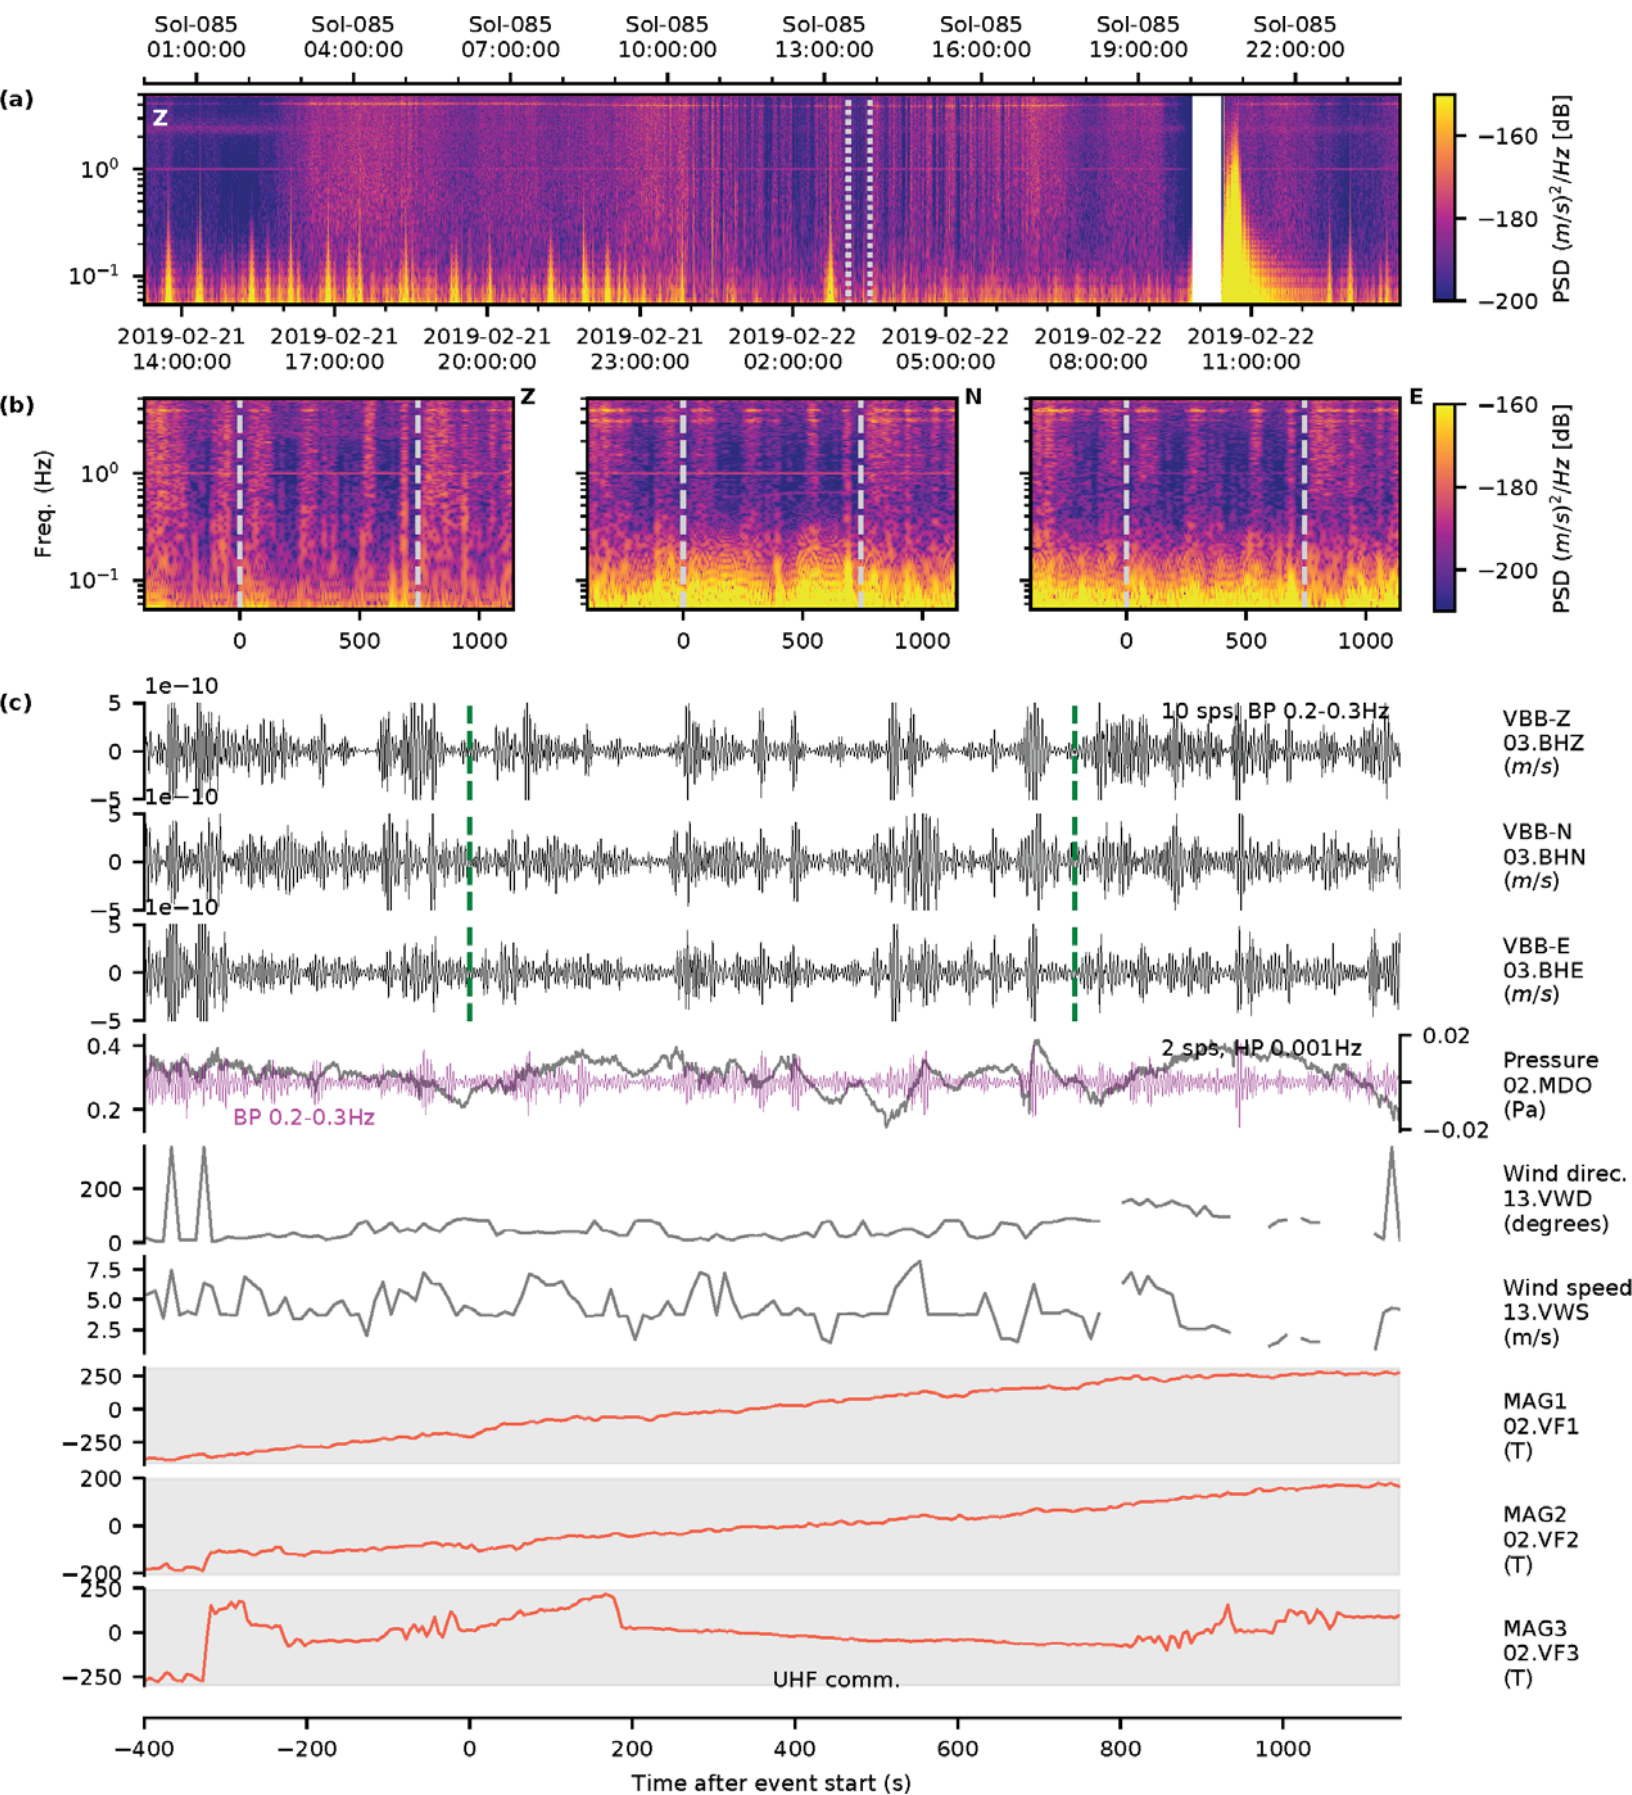 Sol-085 Sol-085 Sol-085 Sol-085 Sol-085 Sol-085 Sol-085 Sol-085
01:00:00 04:00:00 07:00:00 10:00:00 13:00:00 16:00:00 19:00:00 22:00:00
(a)
Z
10⁰
10⁻¹
−160
−180
−200
PSD (m/s)²/Hz [dB]
2019-02-21 2019-02-21 2019-02-21 2019-02-21 2019-02-22 2019-02-22 2019-02-22 2019-02-22
14:00:00 17:00:00 20:00:00 23:00:00 02:00:00 05:00:00 08:00:00 11:00:00
(b)
Z N E
Freq. (Hz)
10⁰
10⁻¹
−160
−180
−200
PSD (m/s)²/Hz [dB]
0 500 1000 0 500 1000 0 500 1000
(c)
1e−10
5
0
−5
10 sps, BP 0.2-0.3Hz
VBB-Z
03.BHZ
(m/s)
1e−10
5
0
−5
VBB-N
03.BHN
(m/s)
1e−10
5
0
−5
VBB-E
03.BHE
(m/s)
0.4
0.2
BP 0.2-0.3Hz
2 sps, HP 0.001Hz
0.02
−0.02
Pressure
02.MDO
(Pa)
200
0
Wind direc.
13.VWD
(degrees)
7.5
5.0
2.5
Wind speed
13.VWS
(m/s)
250
0
−250
MAG1
02.VF1
(T)
200
0
−200
MAG2
02.VF2
(T)
250
0
−250
UHF comm.
MAG3
02.VF3
(T)
−400 −200 0 200 400 600 800 1000
Time after event start (s)